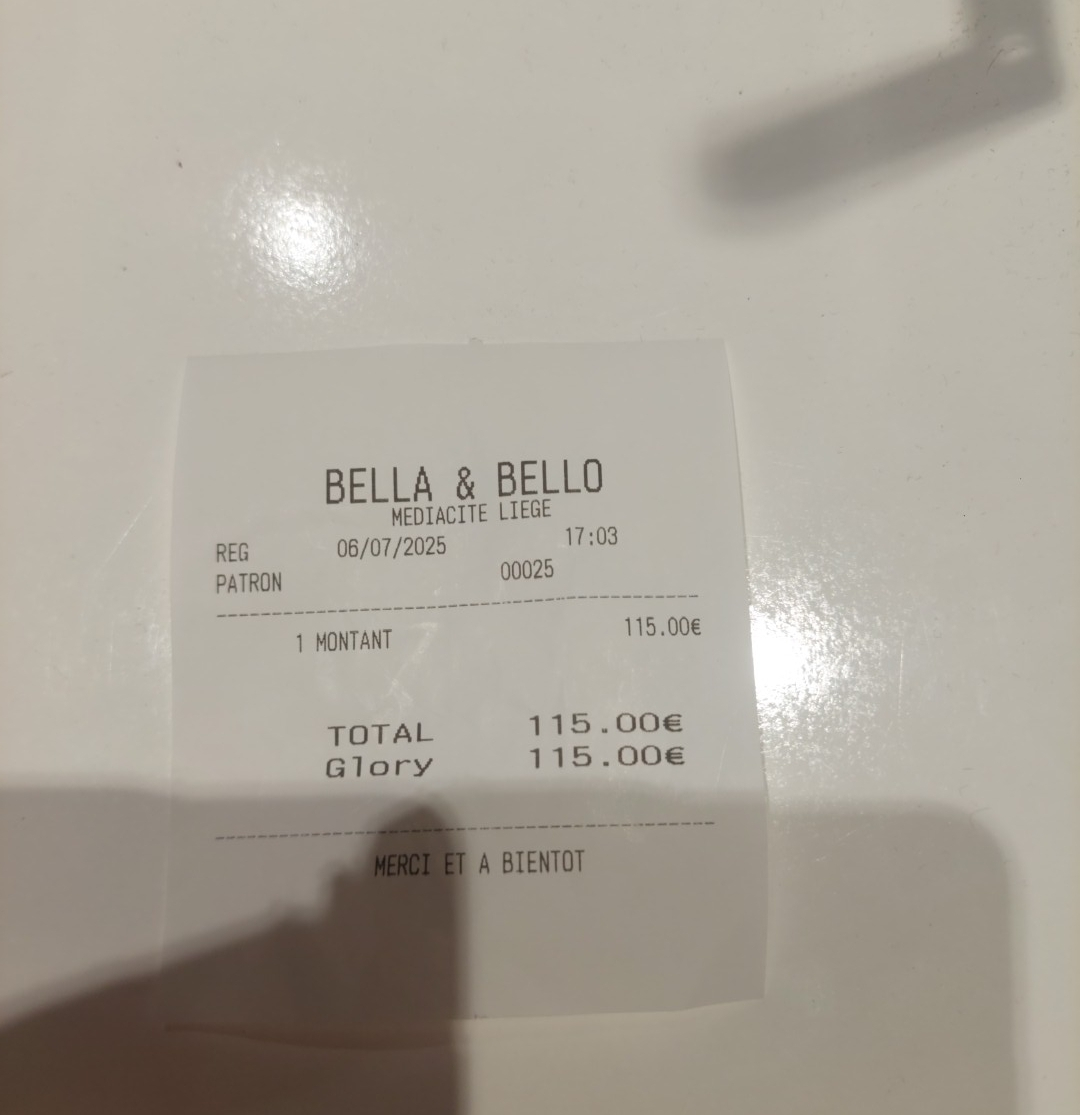 BELLA & BELLO
MEDIACITE LIEGE
REG 06/07/2025 17:03
PATRON 00025
1 MONTANT 115.00€
TOTAL 115.00€
Glory 115.00€
MERCI ET A BIENTOT